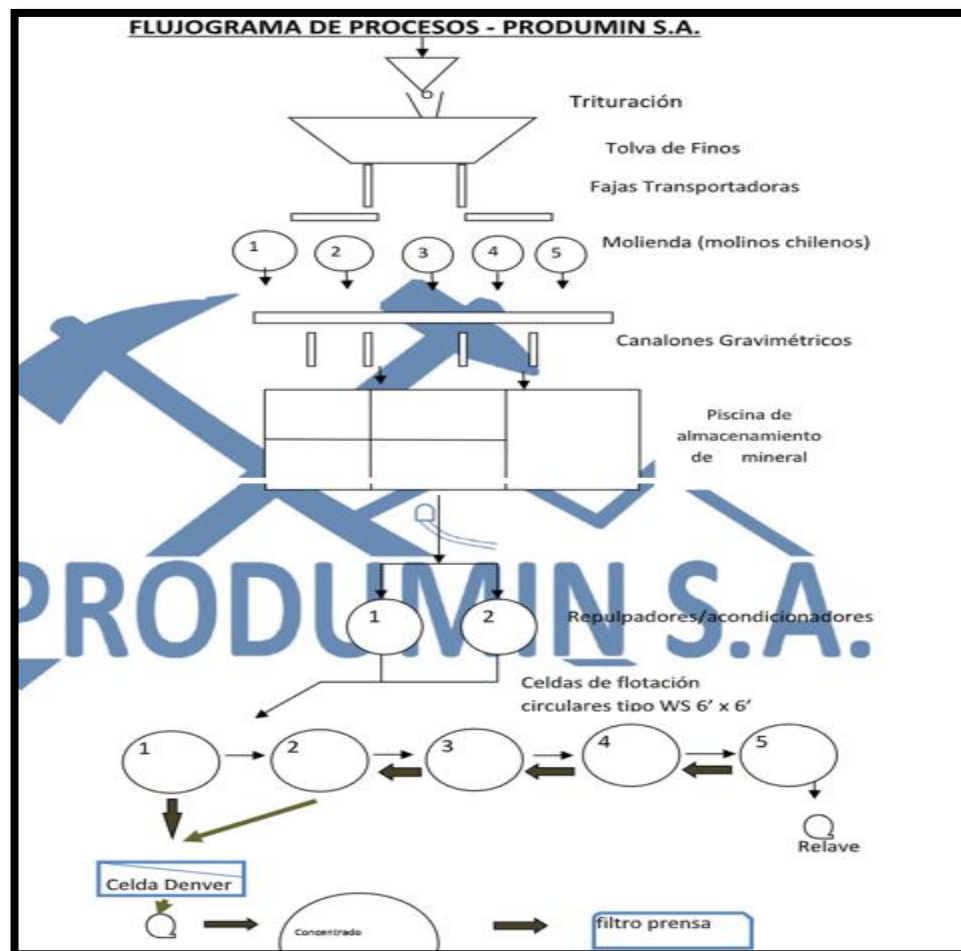 FLUJOGRAMA DE PROCESOS - PRODUMIN S.A.
Trituración
Tolva de Finos
Fajas Transportadoras
Molienda (molinos chilenos)
1
2
3
4
5
Canalones Gravimétricos
Piscina de
almacenamiento
de mineral
PRODUMIN S.A.
1
2
Repulpadores/acondicionadores
Celdas de flotación
circulares tipo WS 6’ x 6’
1
2
3
4
5
Relave
Celda Denver
Concentrado
filtro prensa